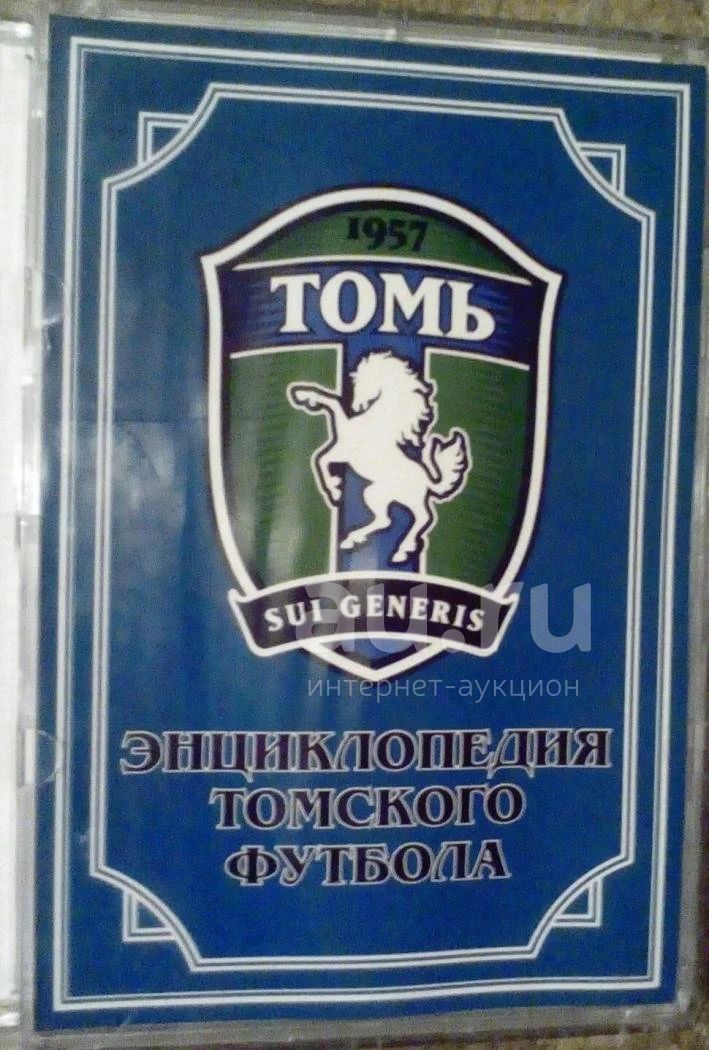 1957
ТОМЬ
SUI GENERIS
au.ru
интернет-аукцион
ЭНЦИКЛОПЕДИЯ
ТОМСКОГО
ФУТБОЛА